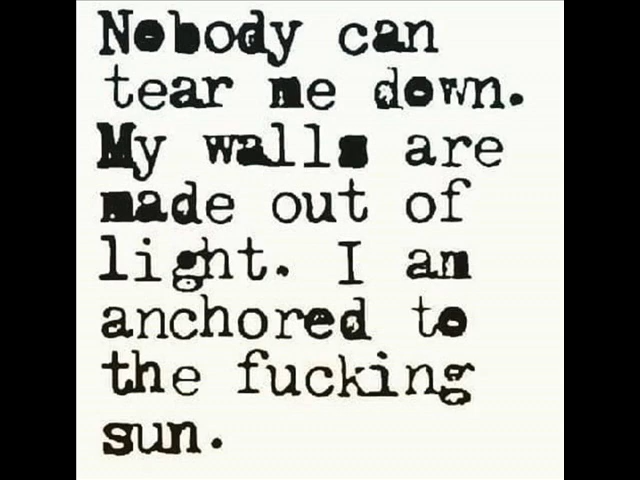 Nobody can
tear me down.
My walls are
made out of
light. I am
anchored to
the fucking
sun.